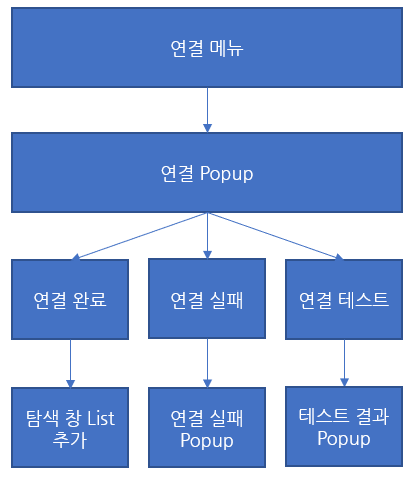 연결 메뉴
연결 Popup
연결 완료
연결 실패
연결 테스트
탐색 창 List
추가
연결 실패
Popup
테스트 결과
Popup